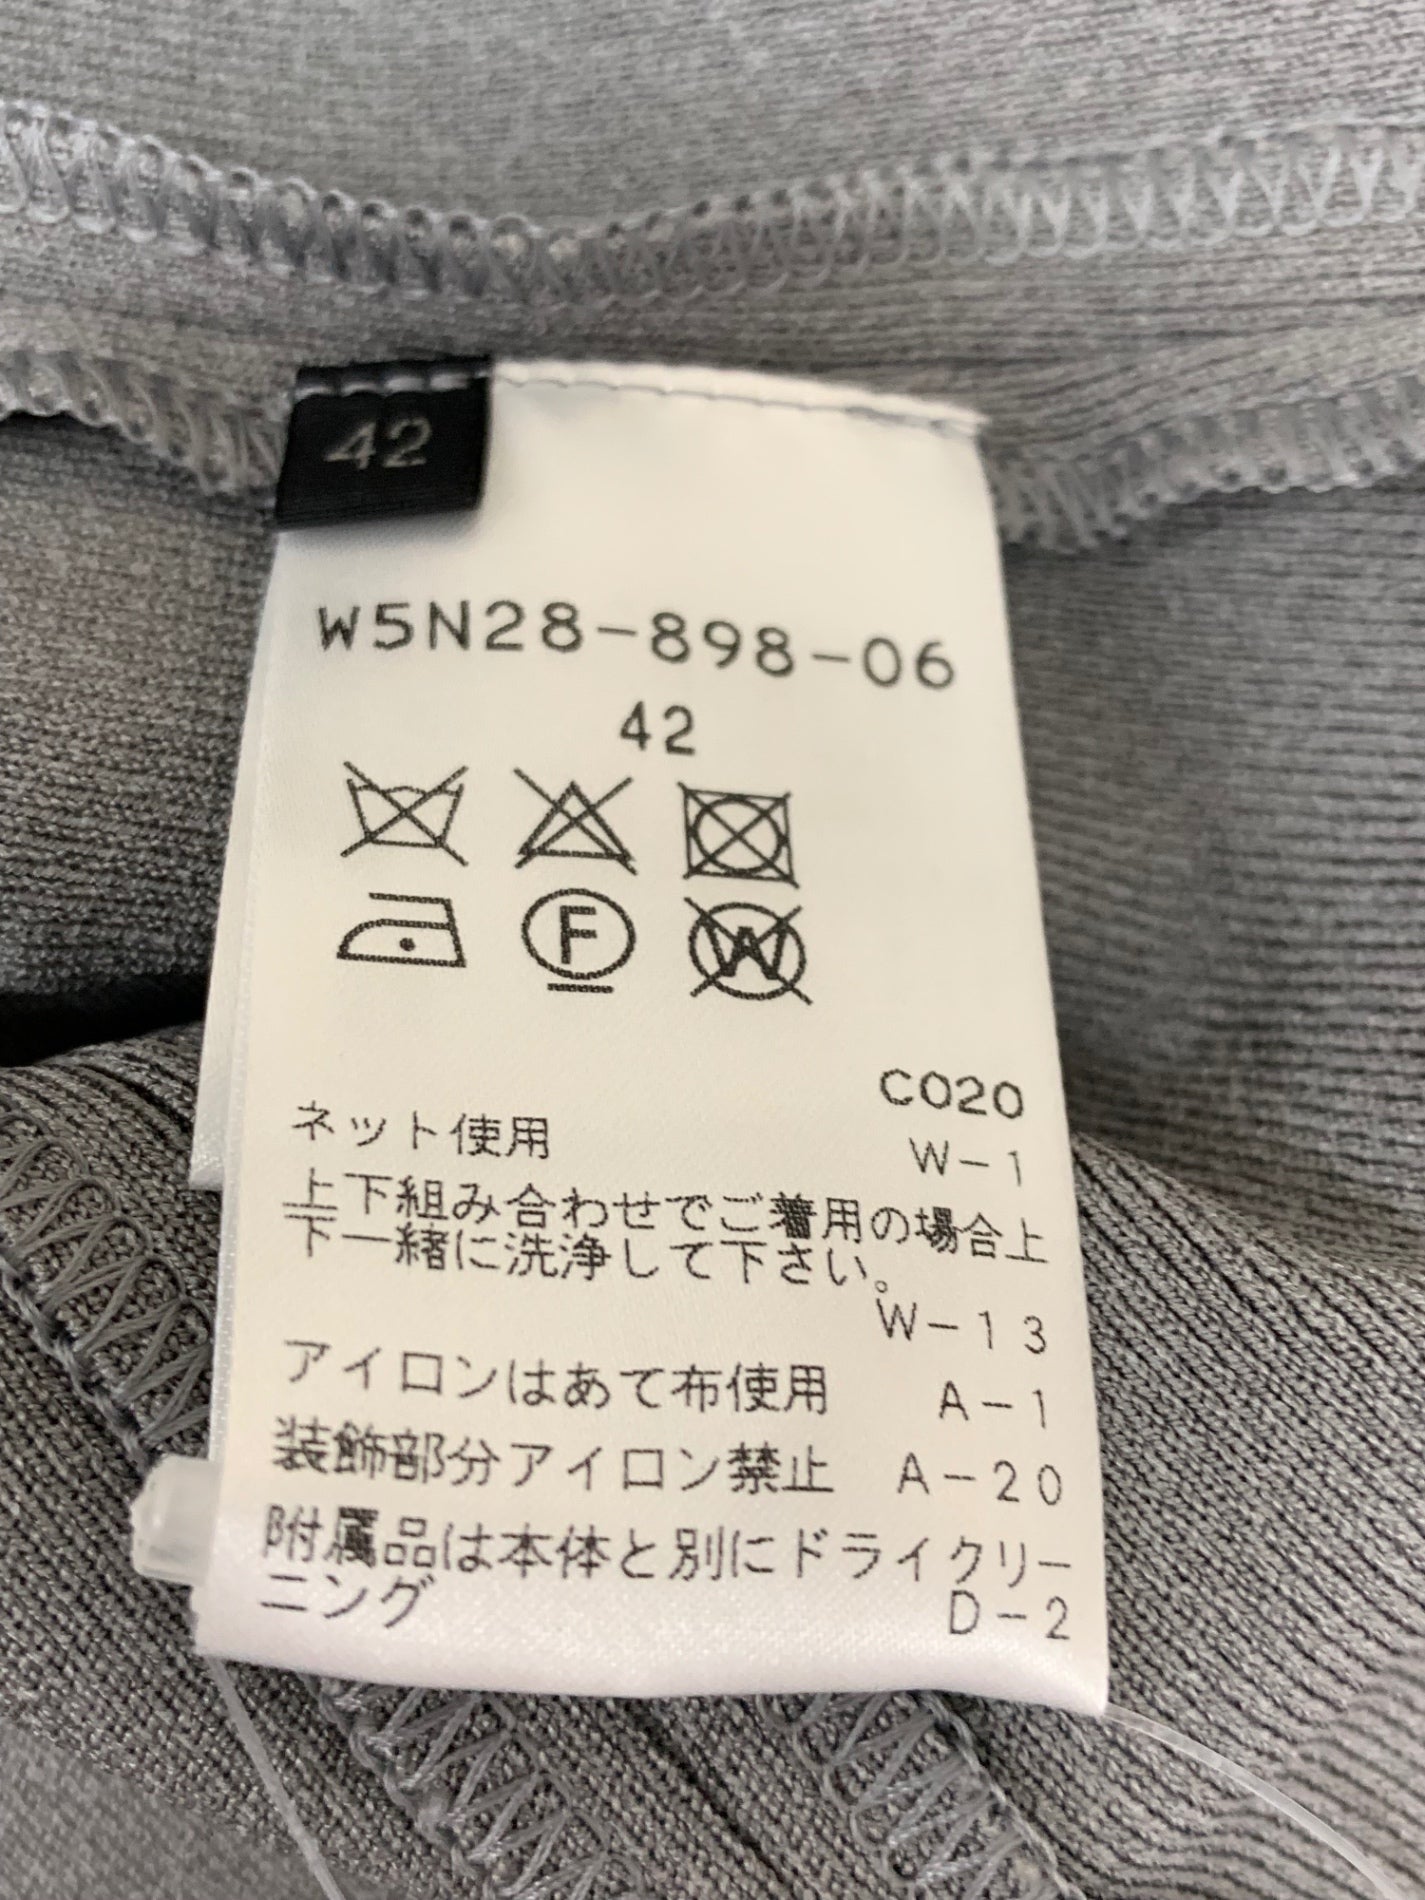 42
W5N28-898-06
42
F W
C020
ネット使用 W-1
上下組み合わせでご着用の場合上
下一緒に洗浄して下さい。
W-13
アイロンはあて布使用 A-1
装飾部分アイロン禁止 A-20
附属品は本体と別にドライクリー
ニング D-2